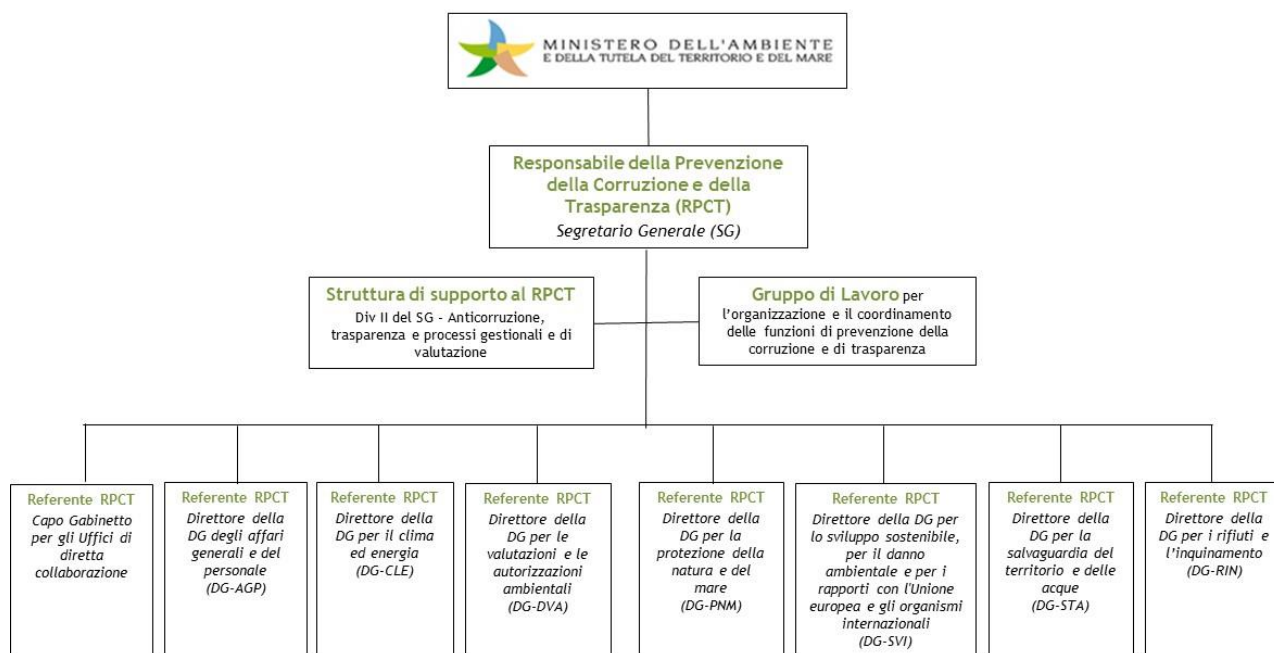 MINISTERO DELL'AMBIENTE
E DELLA TUTELA DEL TERRITORIO E DEL MARE
Responsabile della Prevenzione
della Corruzione e della
Trasparenza (RPCT)
Segretario Generale (SG)
Struttura di supporto al RPCT
Div II del SG - Anticorruzione,
trasparenza e processi gestionali e di
valutazione
Gruppo di Lavoro per
l'organizzazione e il coordinamento
delle funzioni di prevenzione della
corruzione e di trasparenza
Referente RPCT
Capo Gabinetto
per gli Uffici di
diretta
collaborazione
Referente RPCT
Direttore della
DG degli affari
generali e del
personale
(DG-AGP)
Referente RPCT
Direttore della
DG per il clima
ed energia
(DG-CLE)
Referente RPCT
Direttore della
DG per le
valutazioni e le
autorizzazioni
ambientali
(DG-DVA)
Referente RPCT
Direttore della
DG per la
protezione della
natura e del
mare
(DG-PNM)
Referente RPCT
Direttore della DG per
lo sviluppo sostenibile,
per il danno
ambientale e per i
rapporti con l'Unione
europea e gli organismi
internazionali
(DG-SVI)
Referente RPCT
Direttore della
DG per la
salvaguardia del
territorio e delle
acque
(DG-STA)
Referente RPCT
Direttore della
DG per i rifiuti e
l'inquinamento
(DG-RIN)